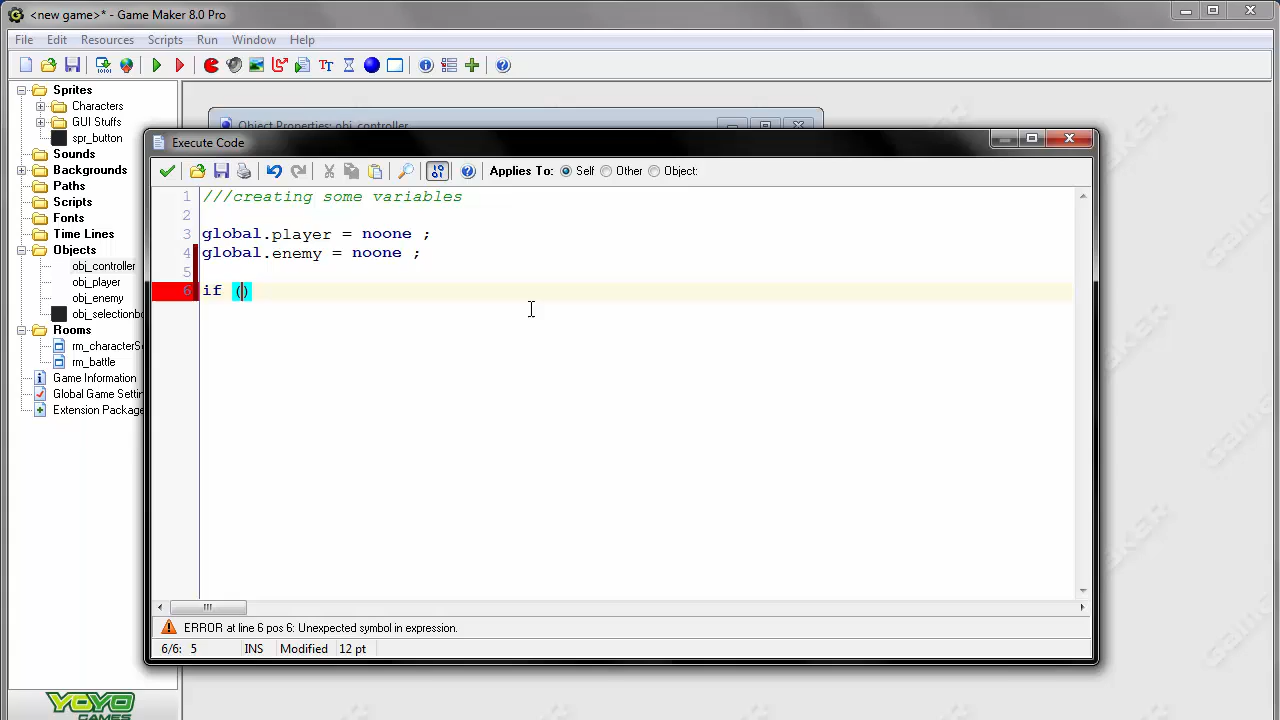 <new game>* - Game Maker 8.0 Pro
File Edit Resources Scripts Run Window Help
Sprites
Characters
GUI Stuffs
spr_button
Sounds
Backgrounds
Paths
Scripts
Fonts
Time Lines
Objects
obj_controller
obj_player
obj_enemy
obj_selectionb
Rooms
rm_characterS
rm_battle
Game Information
Global Game Settin
Extension Package
YOYO
GAMES
Object Properties: obj_controller
Execute Code
Applies To: Self Other Object:
1 ///creating some variables
2
3 global.player = noone ;
4 global.enemy = noone ;
5
6 if ()
ERROR at line 6 pos 6: Unexpected symbol in expression.
6/6: 5 INS Modified 12 pt